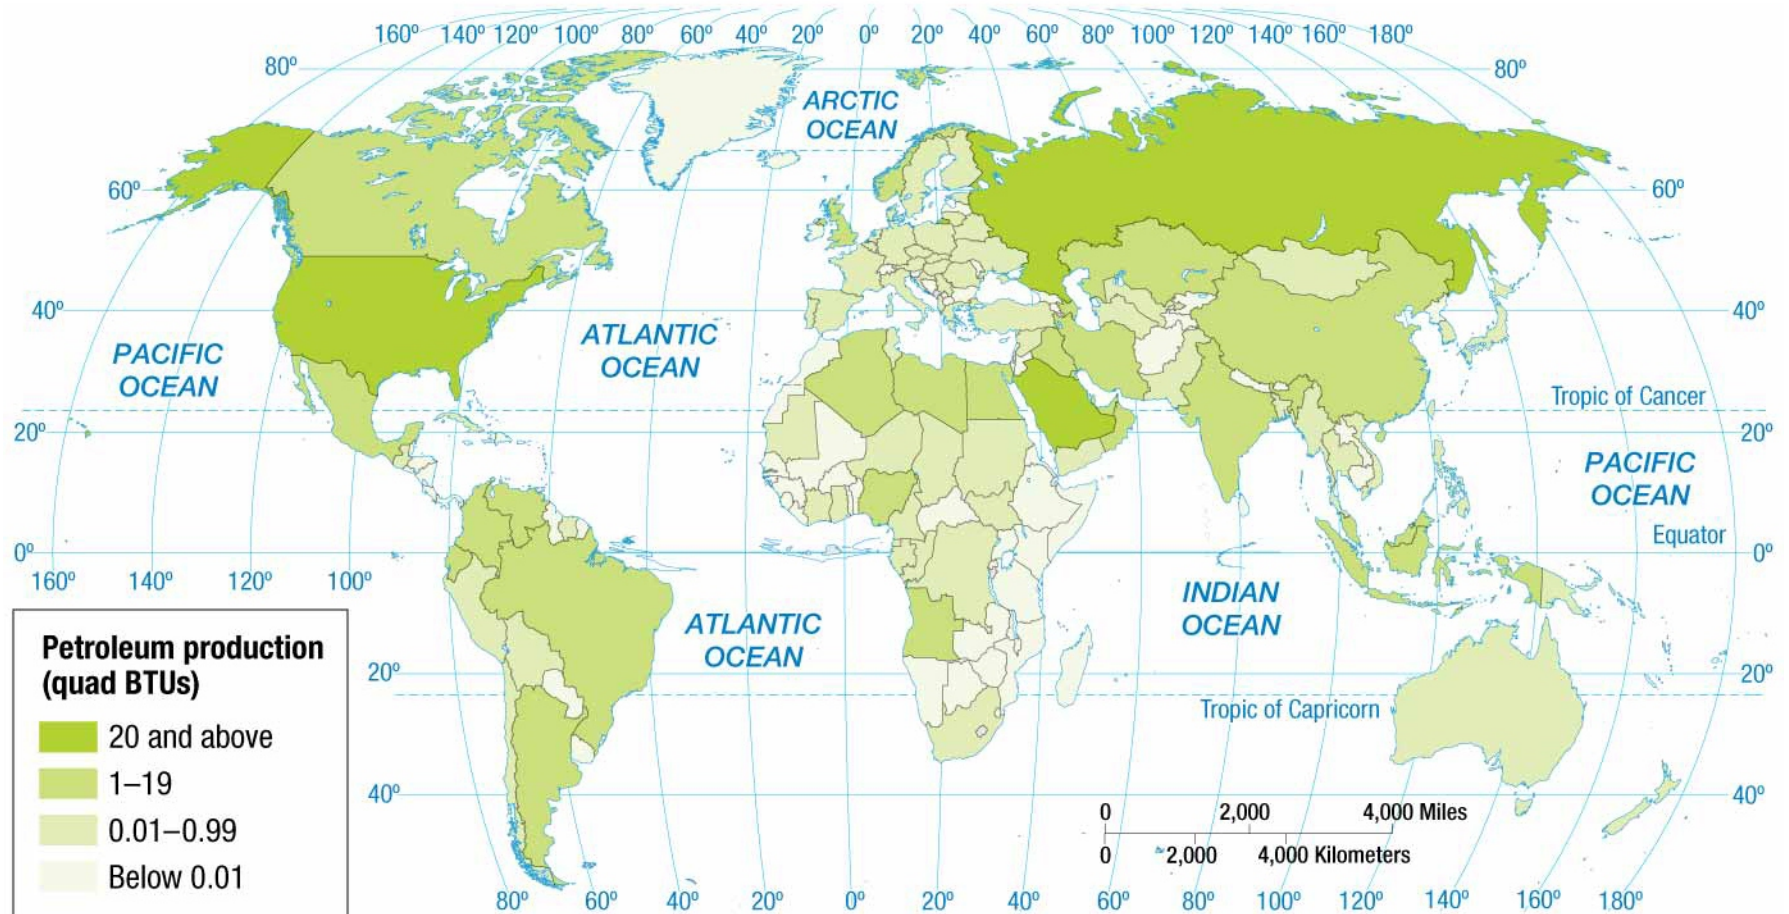 160º 140º 120º 100º 80º 60º 40º 20º 0º 20º 40º 60º 80º 100º 120º 140º 160º 180º
80º 80º
ARCTIC
OCEAN
60º 60º
40º 40º
PACIFIC
OCEAN
ATLANTIC
OCEAN
Tropic of Cancer
20º 20º
PACIFIC
OCEAN
Equator
0º 0º
160º 140º 120º 100º
INDIAN
OCEAN
ATLANTIC
OCEAN
20º 20º
Tropic of Capricorn
40º 40º
Petroleum production
(quad BTUs)
20 and above
1–19
0.01–0.99
Below 0.01
0 2,000 4,000 Miles
0 2,000 4,000 Kilometers
80º 60º 40º 20º 0º 20º 40º 60º 80º 100º 120º 140º 160º 180º